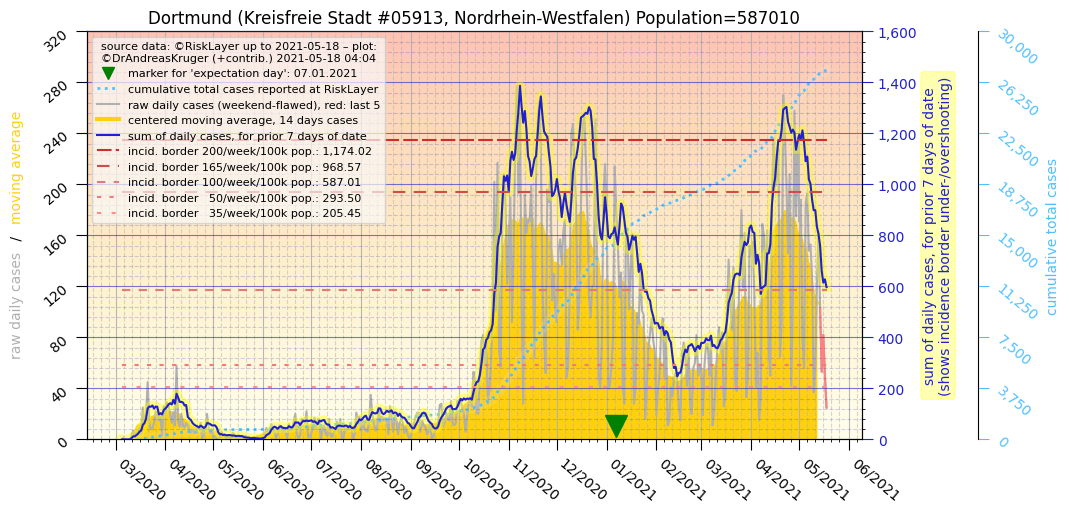 Dortmund (Kreisfreie Stadt #05913, Nordrhein-Westfalen) Population=587010
source data: ©RiskLayer up to 2021-05-18 – plot:
©DrAndreasKruger (+contrib.) 2021-05-18 04:04
marker for 'expectation day': 07.01.2021
cumulative total cases reported at RiskLayer
raw daily cases (weekend-flawed), red: last 5
centered moving average, 14 days cases
sum of daily cases, for prior 7 days of date
incid. border 200/week/100k pop.: 1,174.02
incid. border 165/week/100k pop.: 968.57
incid. border 100/week/100k pop.: 587.01
incid. border   50/week/100k pop.: 293.50
incid. border   35/week/100k pop.: 205.45
raw daily cases / moving average
320
280
240
200
160
120
80
40
0
03/2020
04/2020
05/2020
06/2020
07/2020
08/2020
09/2020
10/2020
11/2020
12/2020
01/2021
02/2021
03/2021
04/2021
05/2021
06/2021
1,600
1,400
1,200
1,000
800
600
400
200
0
sum of daily cases, for prior 7 days of date
(shows incidence border under-/overshooting)
30,000
26,250
22,500
18,750
15,000
11,250
7,500
3,750
0
cumulative total cases